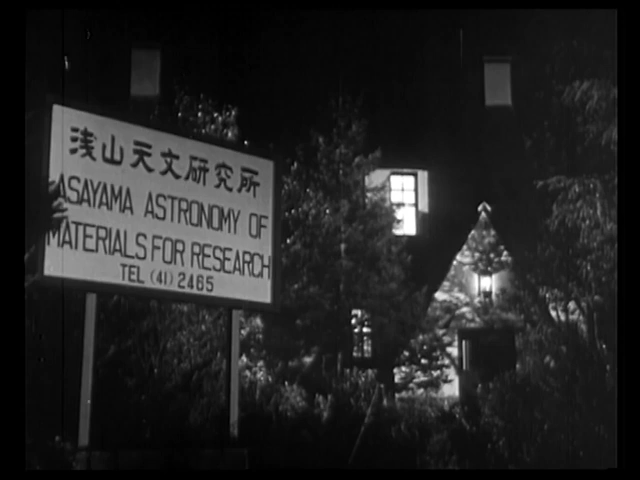 浅山天文研究所
ASAYAMA ASTRONOMY OF
MATERIALS FOR RESEARCH
TEL (41) 2465